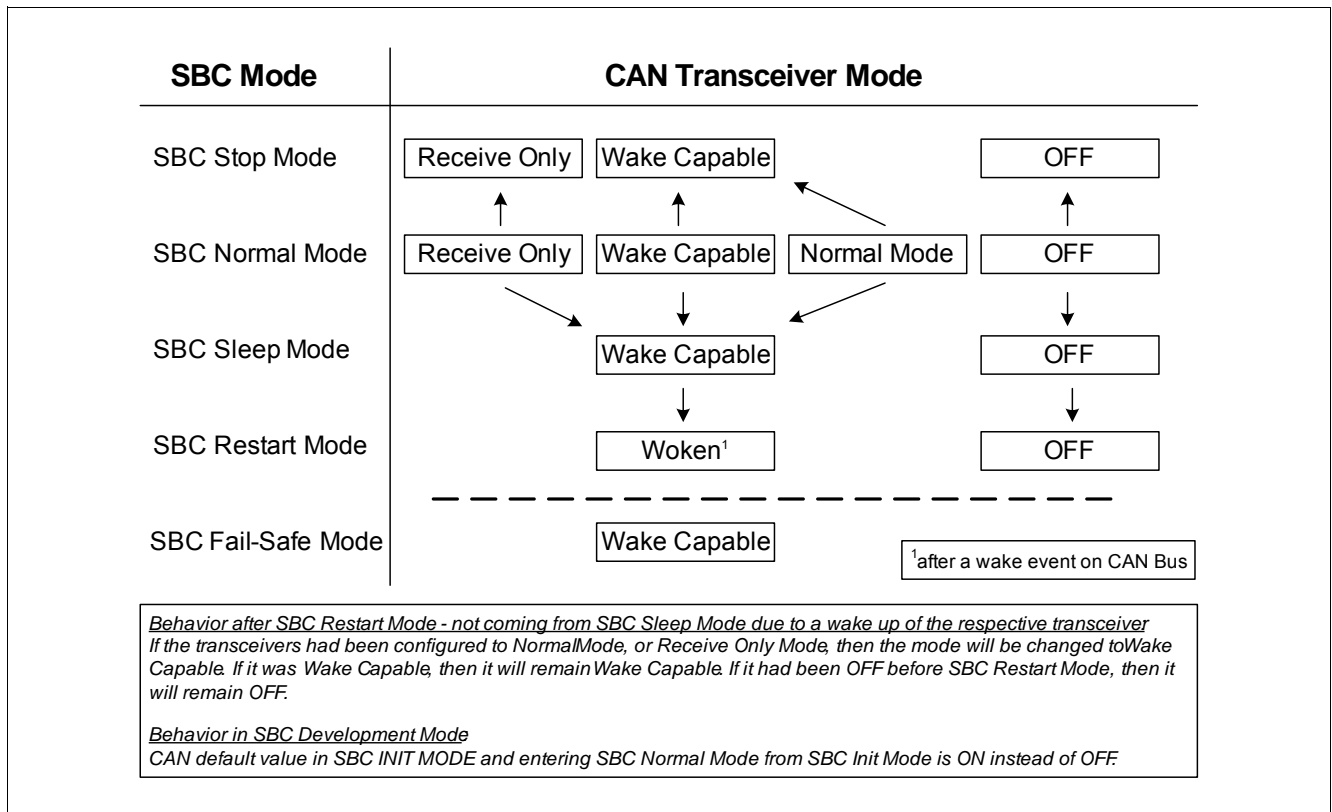 SBC Mode CAN Transceiver Mode
SBC Stop Mode Receive Only Wake Capable OFF
SBC Normal Mode Receive Only Wake Capable Normal Mode OFF
SBC Sleep Mode Wake Capable OFF
SBC Restart Mode Woken¹ OFF
SBC Fail-Safe Mode Wake Capable
¹after a wake event on CAN Bus
Behavior after SBC Restart Mode - not coming from SBC Sleep Mode due to a wake up of the respective transceiver
If the transceivers had been configured to NormalMode, or Receive Only Mode, then the mode will be changed toWake
Capable. If it was Wake Capable, then it will remainWake Capable. If it had been OFF before SBC Restart Mode, then it
will remain OFF.
Behavior in SBC Development Mode
CAN default value in SBC INIT MODE and entering SBC Normal Mode from SBC Init Mode is ON instead of OFF.